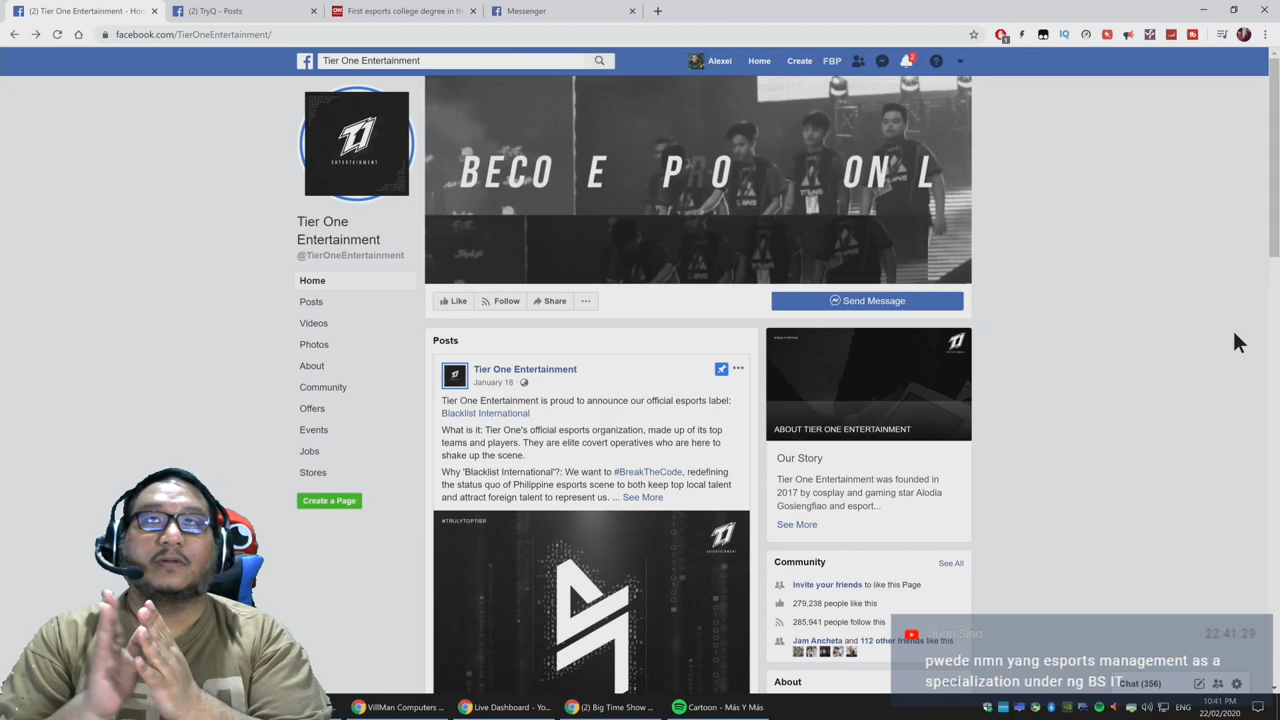 (2) Tier One Entertainment - Ho
(2) TryQ - Posts
First esports college degree in th
Messenger
facebook.com/TierOneEntertainment/
Tier One Entertainment
Alexei
Home
Create
FBP
2
T1
ENTERTAINMENT
BECO E P O ON L
Tier One
Entertainment
@TierOneEntertainment
Home
Posts
Videos
Photos
About
Community
Offers
Events
Jobs
Stores
Create a Page
Like
Follow
Share
Send Message
Posts
Tier One Entertainment
January 18
Tier One Entertainment is proud to announce our official esports label:
Blacklist International
What is it: Tier One's official esports organization, made up of its top
teams and players. They are elite covert operatives who are here to
shake up the scene.
Why 'Blacklist International'?: We want to #BreakTheCode, redefining
the status quo of Philippine esports scene to both keep top local talent
and attract foreign talent to represent us. ... See More
#TRULYTOPTIER
ENTERTAINMENT
ABOUT TIER ONE ENTERTAINMENT
Our Story
Tier One Entertainment was founded in
2017 by cosplay and gaming star Alodia
Gosiengfiao and esport...
See More
Community
See All
Invite your friends to like this Page
279,238 people like this
285,941 people follow this
Jam Ancheta and 112 other friends like this
About
John Siao
22:41:29
pwede nmn yang esports management as a
specialization under ng BS IT
Chat (356)
VillMan Computers ...
Live Dashboard - Yo...
(2) Big Time Show ...
Cartoon - Más Y Más
ENG
10:41 PM
22/02/2020